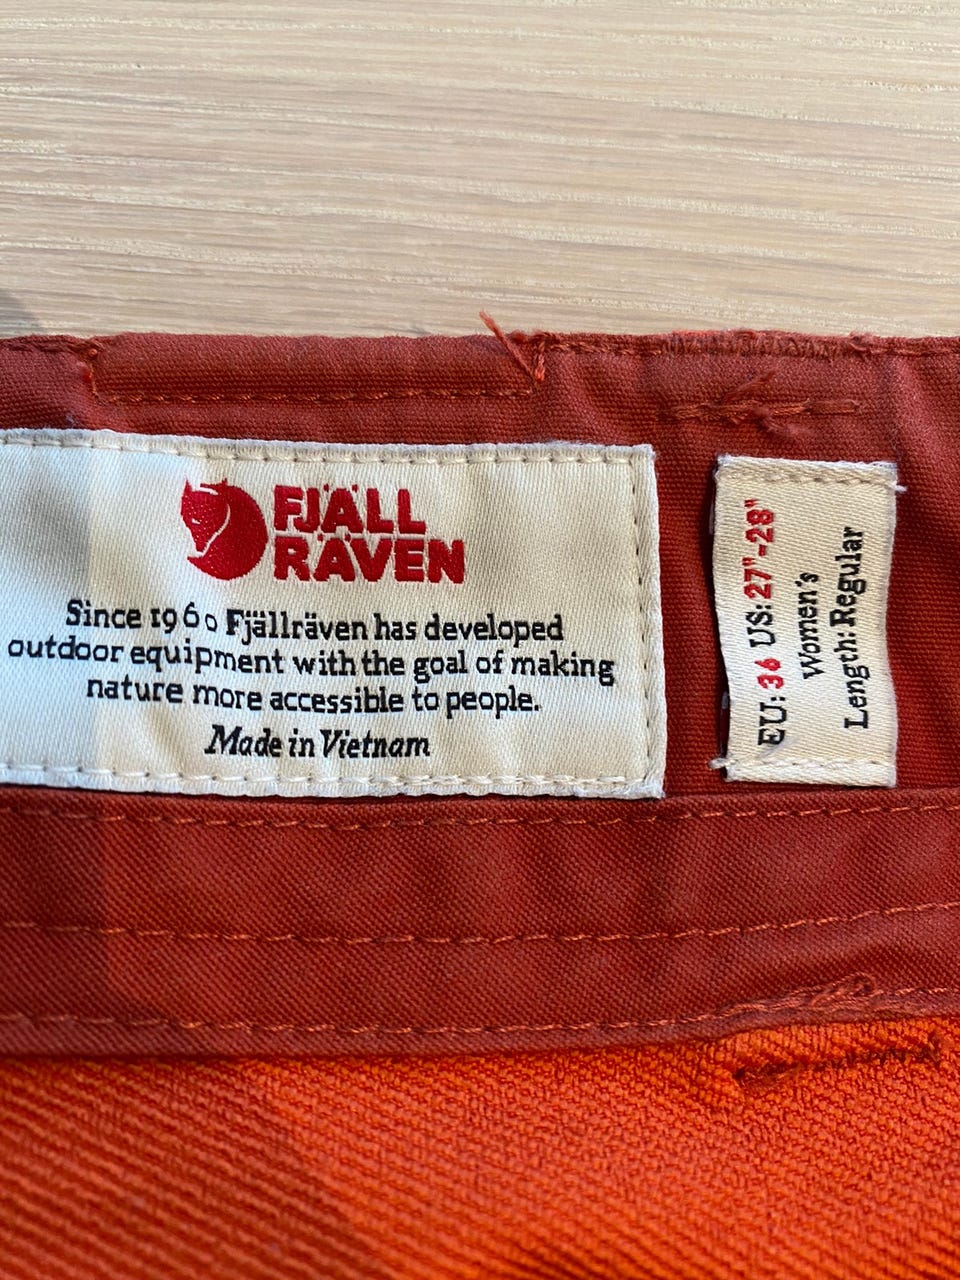 FJÄLL
RÄVEN
Since 1960 Fjällräven has developed
outdoor equipment with the goal of making
nature more accessible to people.
Made in Vietnam
EU: 36 US: 27"-28"
Women's
Length: Regular